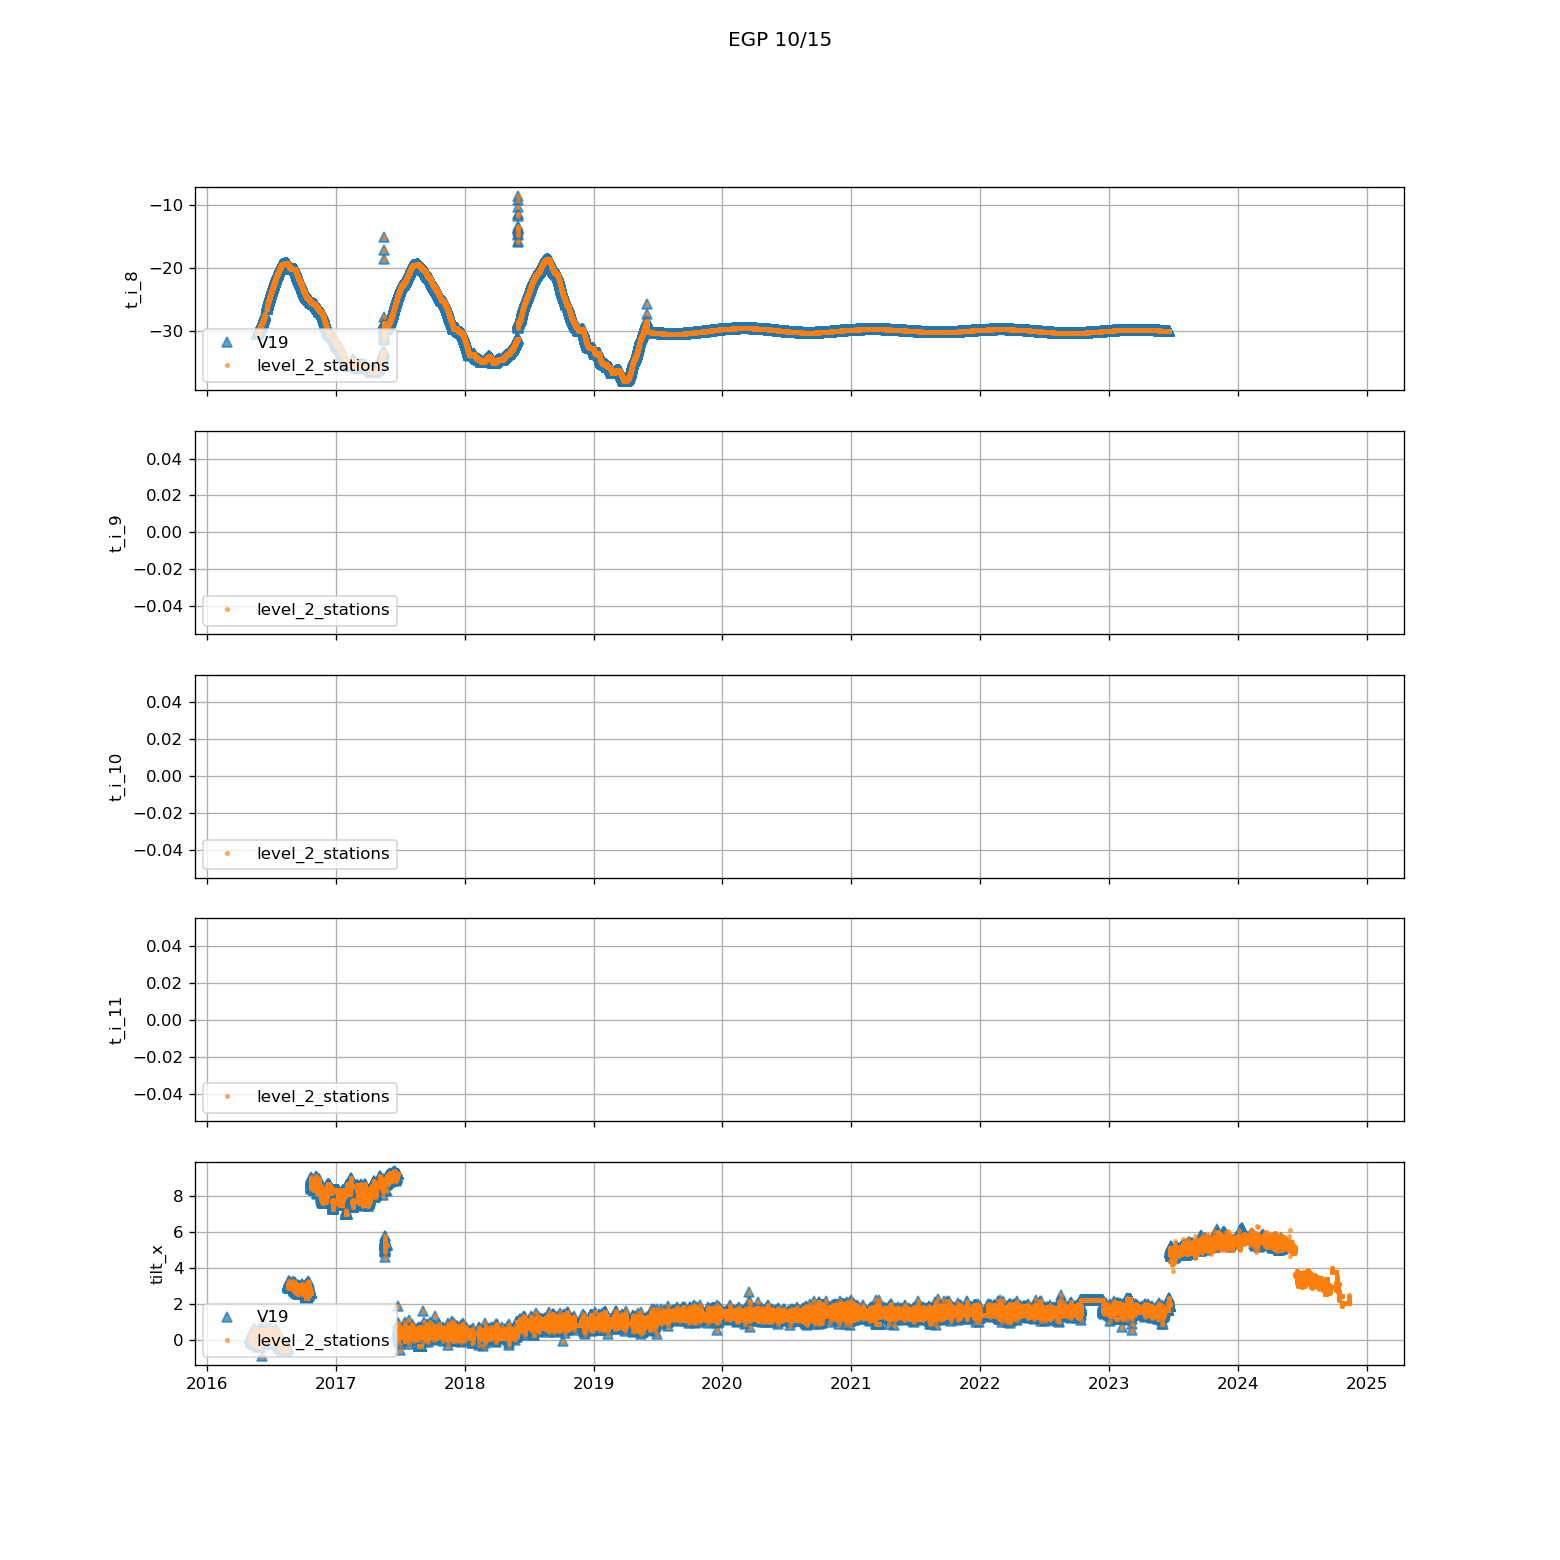 EGP 10/15
−10
−20
−30
t_i_8
V19
level_2_stations
0.04
0.02
0.00
−0.02
−0.04
t_i_9
level_2_stations
0.04
0.02
0.00
−0.02
−0.04
t_i_10
level_2_stations
0.04
0.02
0.00
−0.02
−0.04
t_i_11
level_2_stations
8
6
4
2
0
tilt_x
V19
level_2_stations
2016 2017 2018 2019 2020 2021 2022 2023 2024 2025